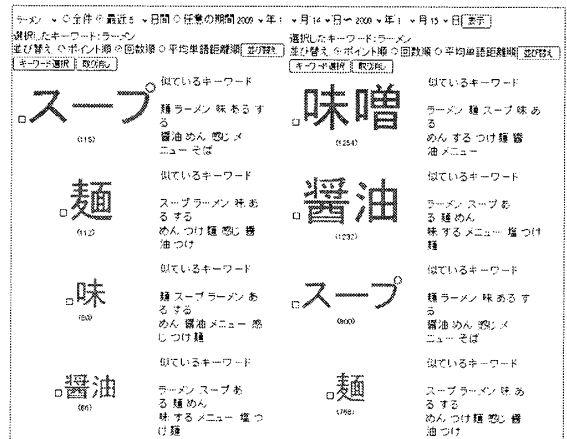 ラーメン 全件 最近5 日間 任意の期間 2009 年 1 月 14 日～ 2009 年 1 月 15 日 表示
選択したキーワード:ラーメン
並び替え ポイント順 回数順 平均単語距離順 並び替え
キーワード選択 取り消し
スープ
(115)
似ているキーワード
麺 ラーメン 味 ある す
る
醤油 めん 感じ メ
ニュー そば
麺
(112)
似ているキーワード
スープ ラーメン 味 あ
る する
めん つけ麺 感じ 醤
油 つけ
味
似ているキーワード
麺 スープ ラーメン あ
る する
めん 醤油 メニュー 感
じ つけ麺
醤油
似ているキーワード
ラーメン スープ あ
る 麺 めん
味 する メニュー 塩 つ
け麺
選択したキーワード:ラーメン
並び替え ポイント順 回数順 平均単語距離順 並び替え
キーワード選択 取り消し
味噌
(1254)
似ているキーワード
ラーメン 麺 スープ 味 あ
る
めん する つけ麺 醤
油 メニュー
醤油
(1232)
似ているキーワード
スープ ラーメン あ
る 麺 めん
味 する メニュー 塩 つけ
麺
スープ
(800)
似ているキーワード
麺 ラーメン 味 ある す
る
醤油 めん 感じ メ
ニュー そば
麺
(768)
似ているキーワード
スープ ラーメン 味 あ
る する
めん つけ麺 感じ 醤
油 つけ